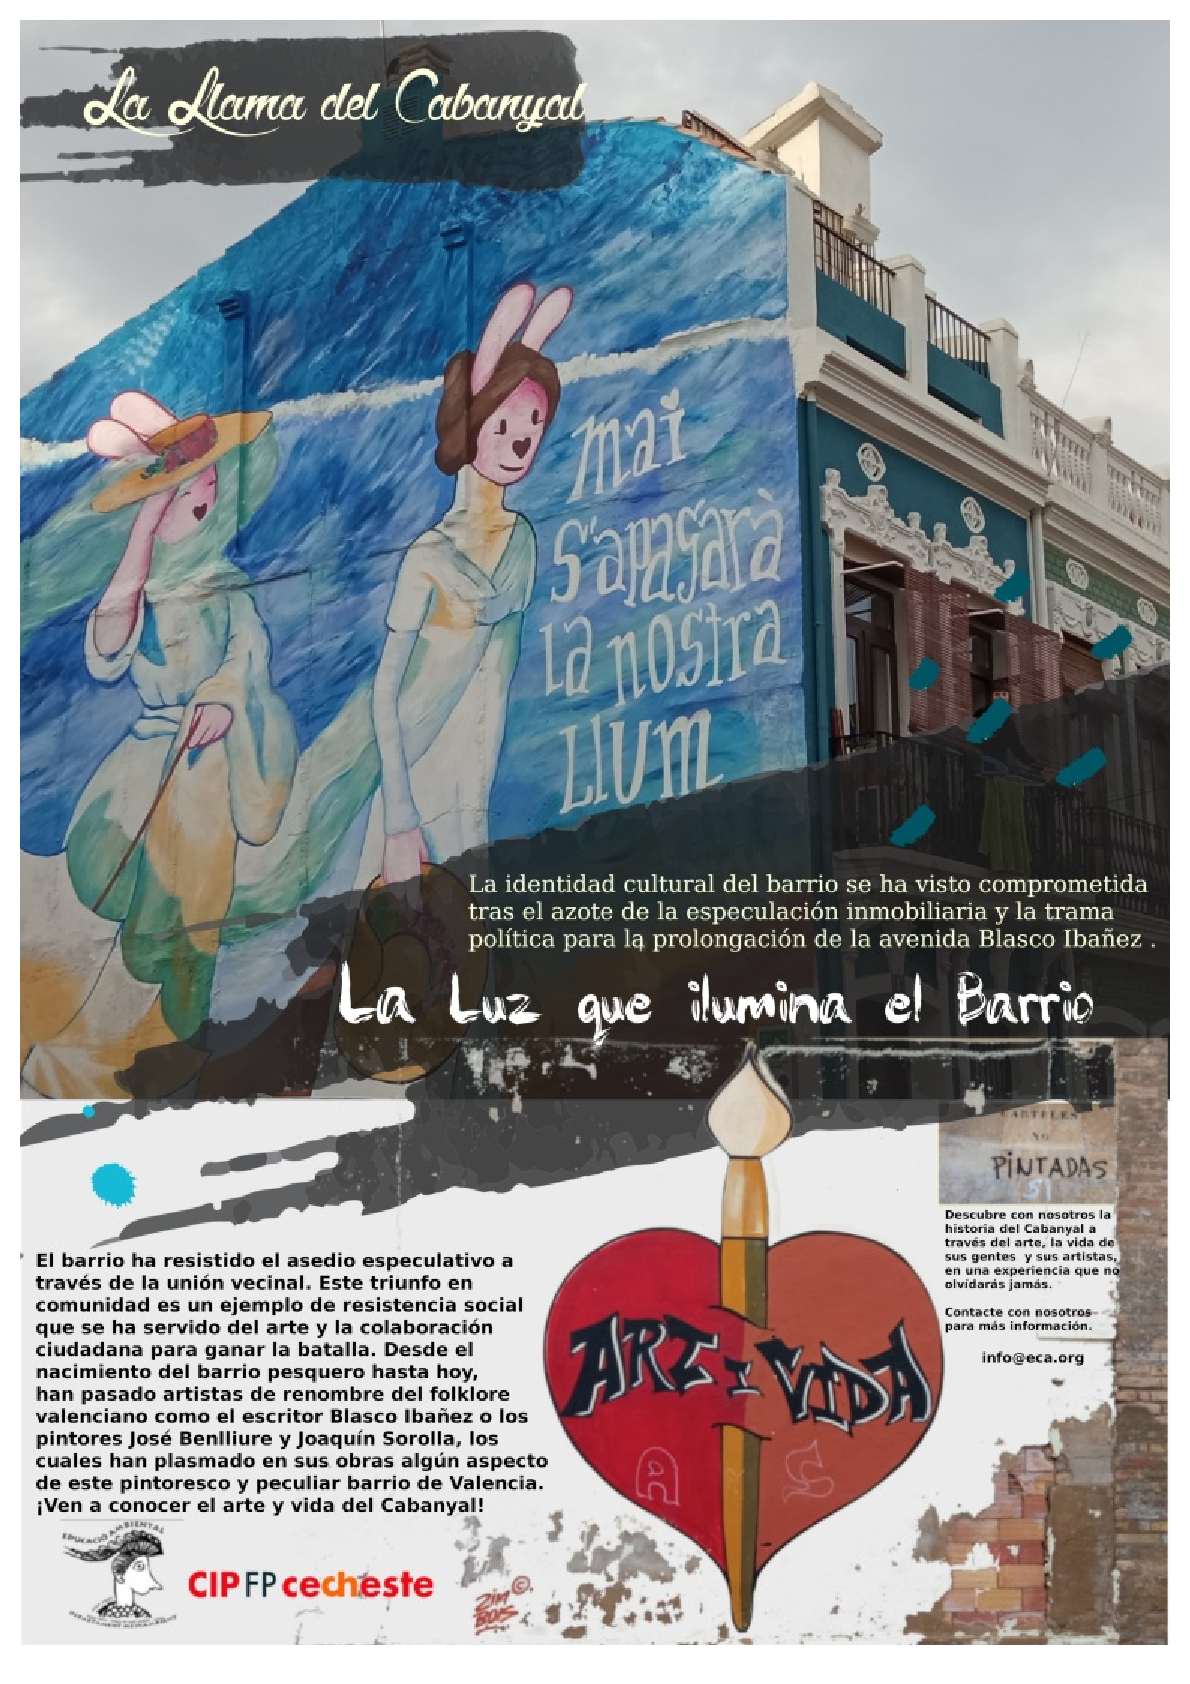 La Llama del Cabanyal
mai
s'apagarà
la nostra
llum
La identidad cultural del barrio se ha visto comprometida
tras el azote de la especulación inmobiliaria y la trama
política para la prolongación de la avenida Blasco Ibañez .
La Luz que ilumina el Barrio
CARTELES
NO
PINTADAS
Descubre con nosotros la
historia del Cabanyal a
través del arte, la vida de
sus gentes y sus artistas,
en una experiencia que no
olvídarás jamás.
Contacte con nosotros
para más información.
info@eca.org
El barrio ha resistido el asedio especulativo a
través de la unión vecinal. Este triunfo en
comunidad es un ejemplo de resistencia social
que se ha servido del arte y la colaboración
ciudadana para ganar la batalla. Desde el
nacimiento del barrio pesquero hasta hoy,
han pasado artistas de renombre del folklore
valenciano como el escritor Blasco Ibañez o los
pintores José Benlliure y Joaquín Sorolla, los
cuales han plasmado en sus obras algún aspecto
de este pintoresco y peculiar barrio de Valencia.
¡Ven a conocer el arte y vida del Cabanyal!
ART I VIDA
EDUCACIÓ AMBIENTAL
CIPFP cecheste